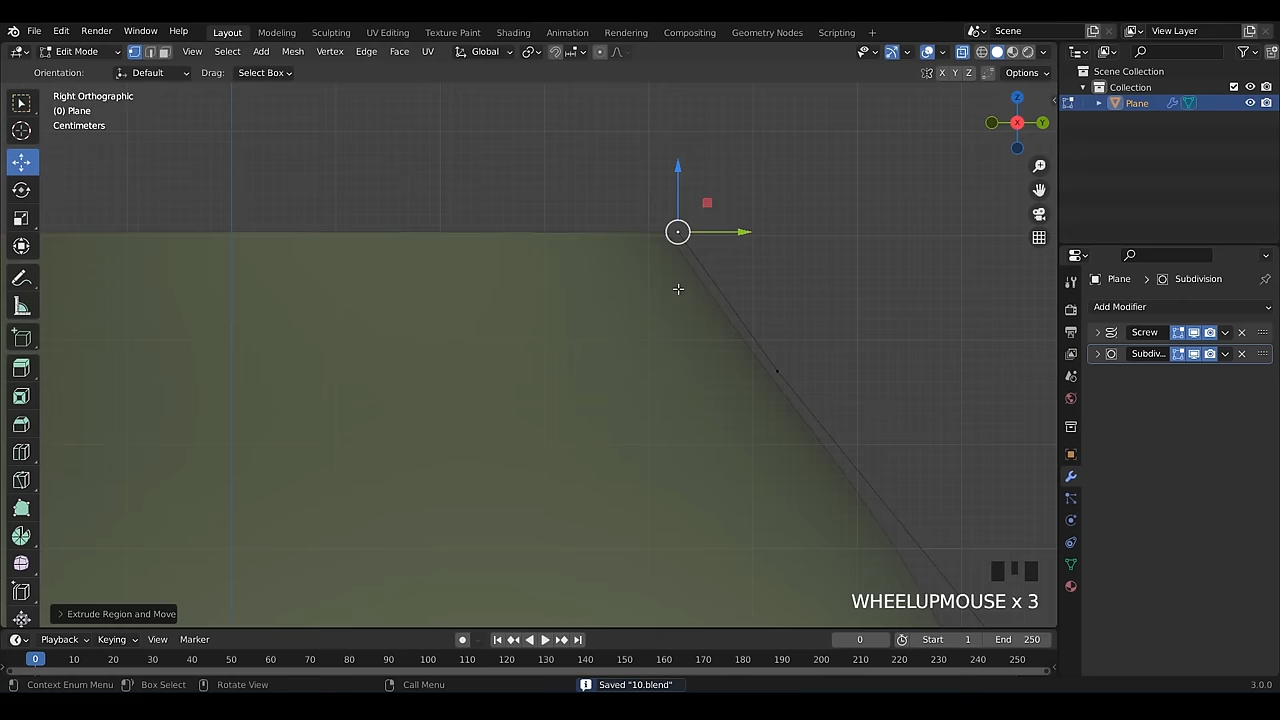 File Edit Render Window Help Layout Modeling Sculpting UV Editing Texture Paint Shading Animation Rendering Compositing Geometry Nodes Scripting + Scene View Layer
Edit Mode View Select Add Mesh Vertex Edge Face UV Global
Orientation: Default Drag: Select Box X Y Z Options
Scene Collection
Collection
Plane
Right Orthographic
(0) Plane
Centimeters
Z
X
Y
Plane > Subdivision
Add Modifier
Screw
Subdiv...
WHEELUPMOUSE x 3
Extrude Region and Move
Playback Keying View Marker 0 Start 1 End 250
0 10 20 30 40 50 60 70 80 90 100 110 120 130 140 150 160 170 180 190 200 210 220 230 240 250
Context Enum Menu Box Select Rotate View Call Menu Saved "10.blend" 3.0.0